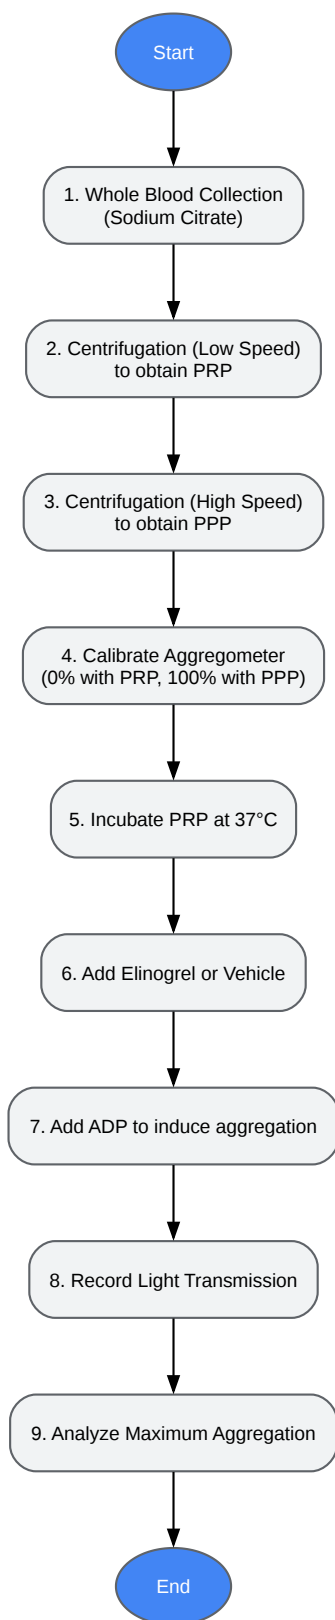 Start
1. Whole Blood Collection
(Sodium Citrate)
2. Centrifugation (Low Speed)
to obtain PRP
3. Centrifugation (High Speed)
to obtain PPP
4. Calibrate Aggregometer
(0% with PRP, 100% with PPP)
5. Incubate PRP at 37°C
6. Add Elinogrel or Vehicle
7. Add ADP to induce aggregation
8. Record Light Transmission
9. Analyze Maximum Aggregation
End